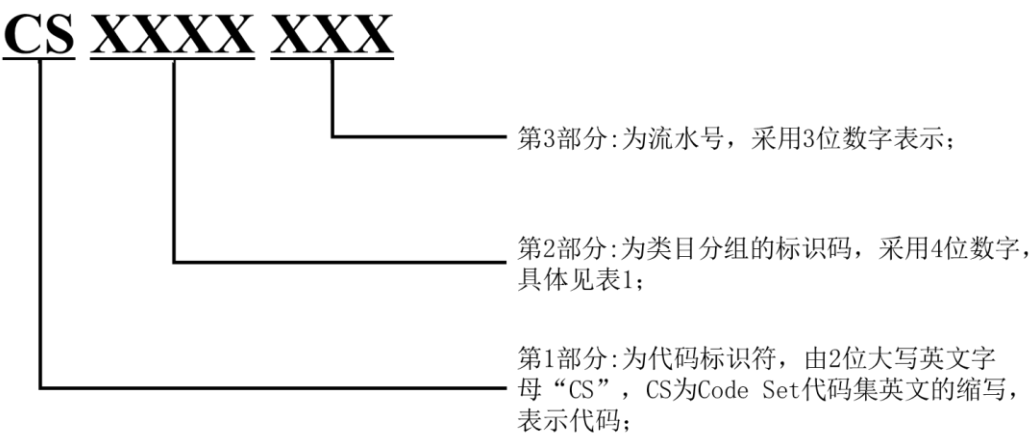 CS XXXX XXX
第3部分:为流水号，采用3位数字表示；
第2部分:为类目分组的标识码，采用4位数字，
具体见表1；
第1部分:为代码标识符，由2位大写英文字
母“CS”，CS为Code Set代码集英文的缩写，
表示代码；